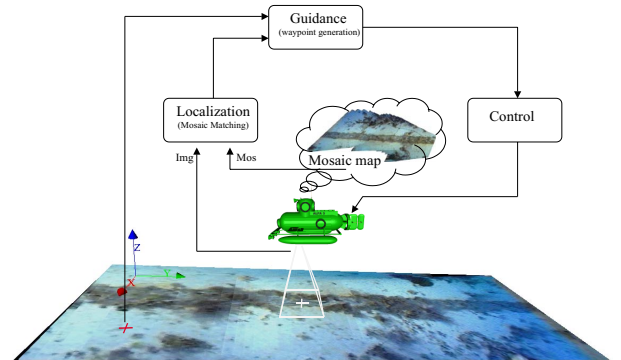 Guidance
(waypoint generation)
Localization
(Mosaic Matching)
Control
Mosaic map
Img
Mos
Z
Y
X